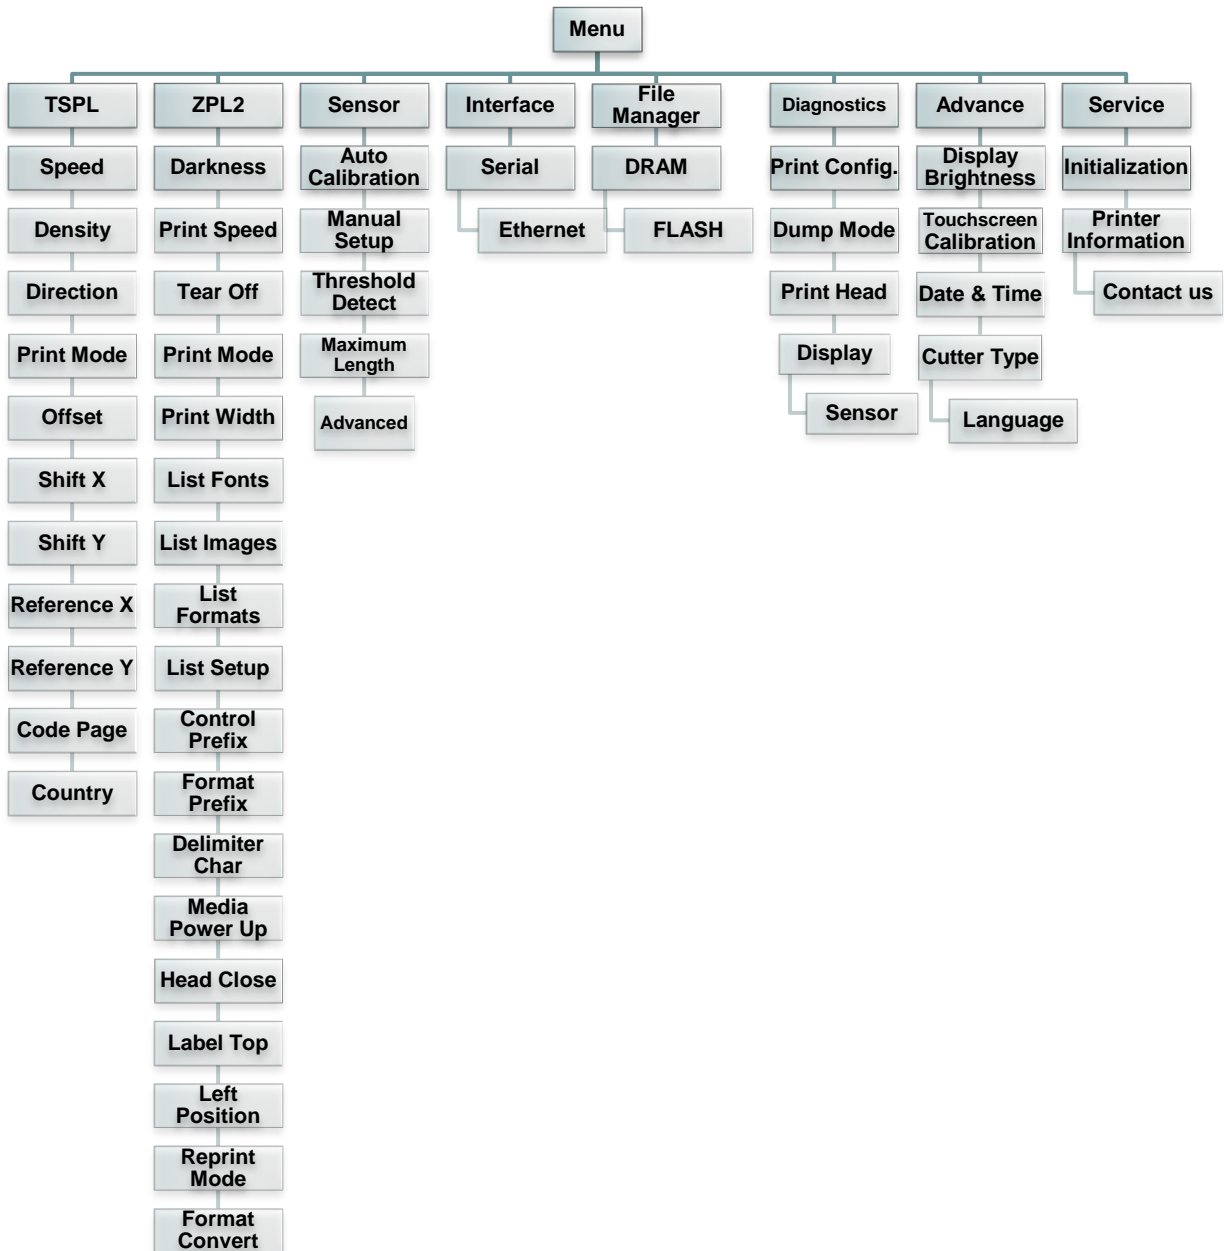 Menu
TSPL
Speed
Density
Direction
Print Mode
Offset
Shift X
Shift Y
Reference X
Reference Y
Code Page
Country
ZPL2
Darkness
Print Speed
Tear Off
Print Mode
Print Width
List Fonts
List Images
List
Formats
List Setup
Control
Prefix
Format
Prefix
Delimiter
Char
Media
Power Up
Head Close
Label Top
Left
Position
Reprint
Mode
Format
Convert
Sensor
Auto
Calibration
Manual
Setup
Threshold
Detect
Maximum
Length
Advanced
Interface
Serial
Ethernet
File
Manager
DRAM
FLASH
Diagnostics
Print Config.
Dump Mode
Print Head
Display
Sensor
Advance
Display
Brightness
Touchscreen
Calibration
Date & Time
Cutter Type
Language
Service
Initialization
Printer
Information
Contact us